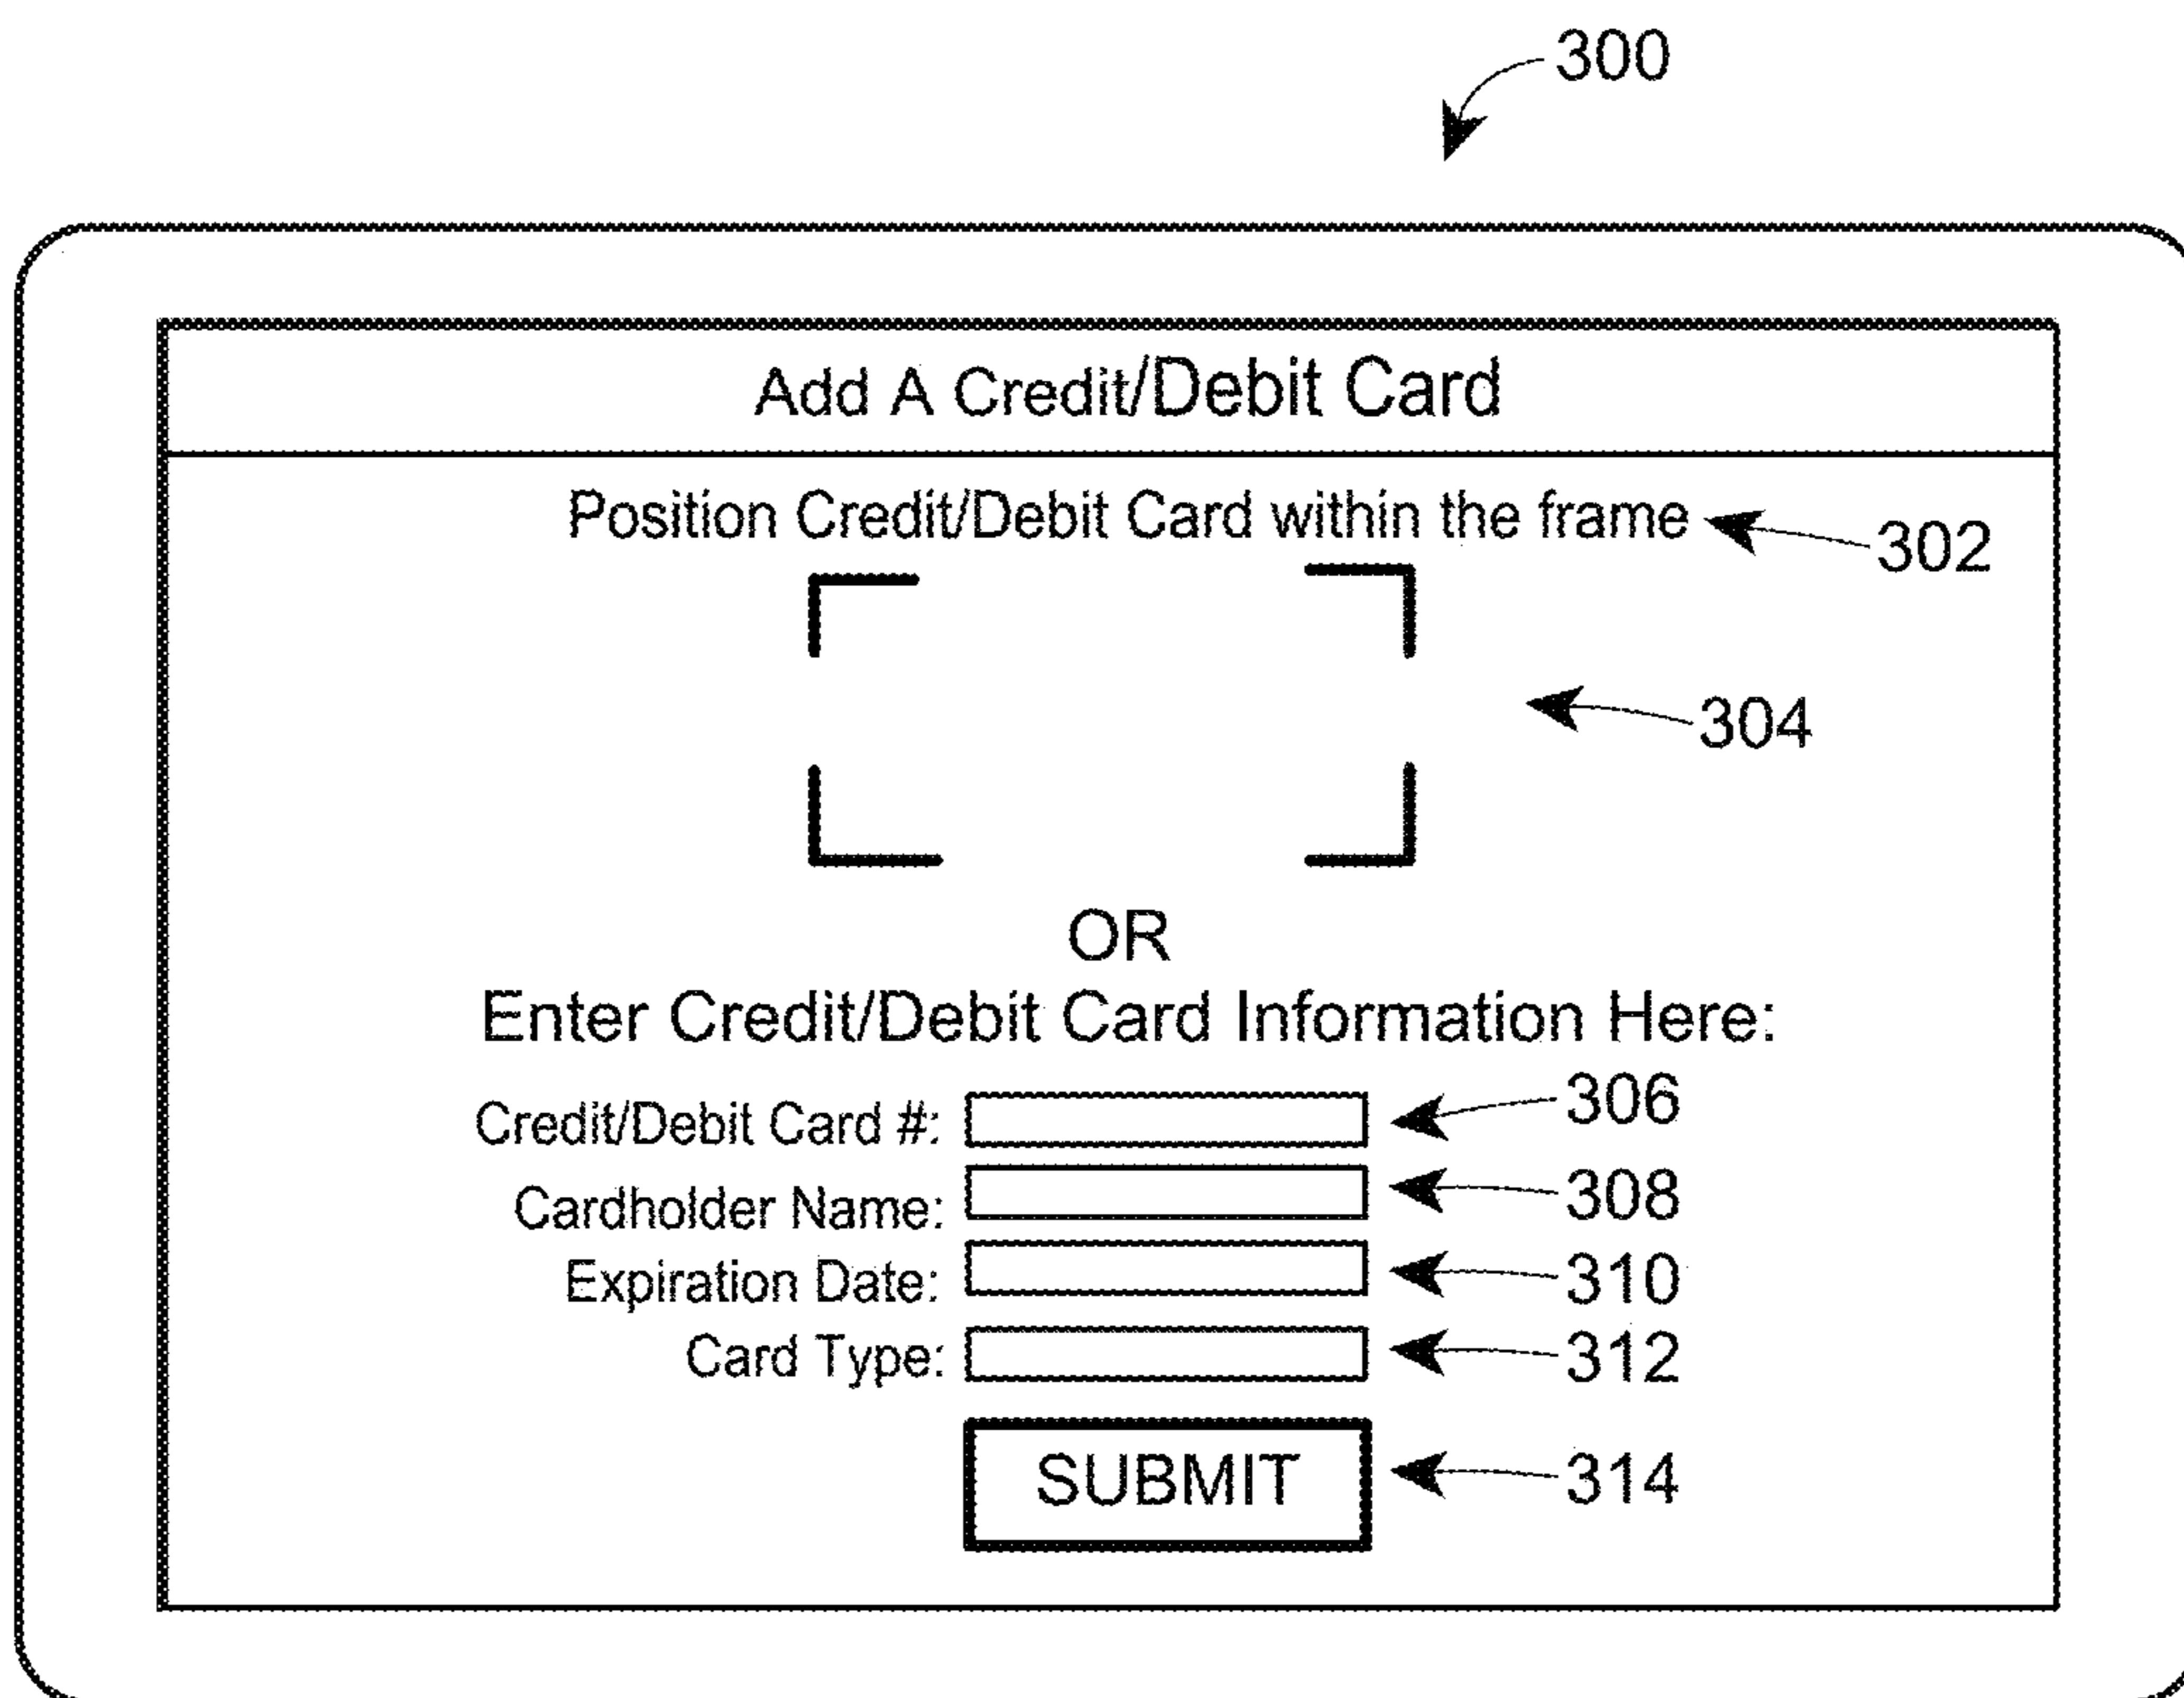 300
Add A Credit/Debit Card
Position Credit/Debit Card within the frame 302
304
OR
Enter Credit/Debit Card Information Here:
Credit/Debit Card #: 306
Cardholder Name: 308
Expiration Date: 310
Card Type: 312
SUBMIT 314